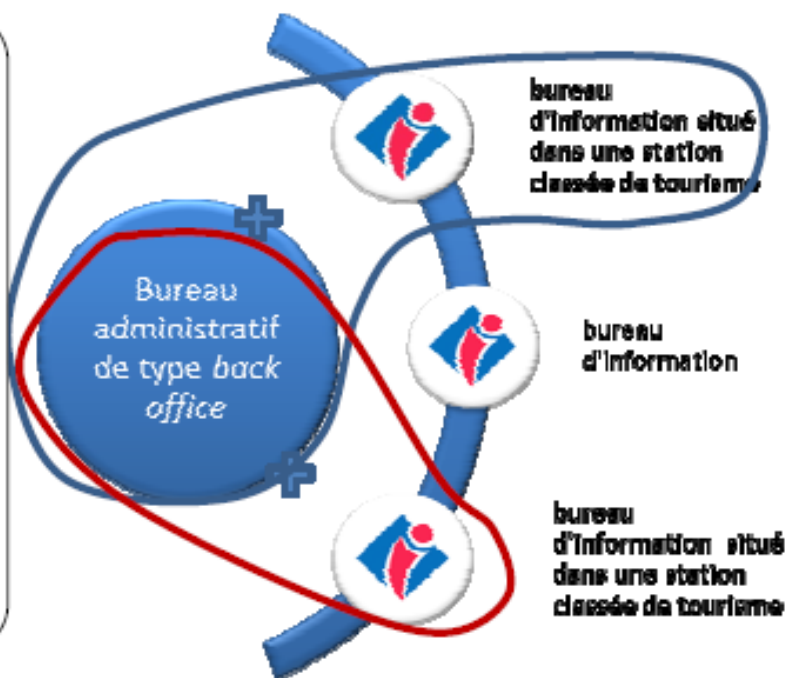 bureau
d'information situé
dans une station
classée de tourisme
Bureau
administratif
de type back
office
bureau
d'information
bureau
d'information situé
dans une station
classée de tourisme